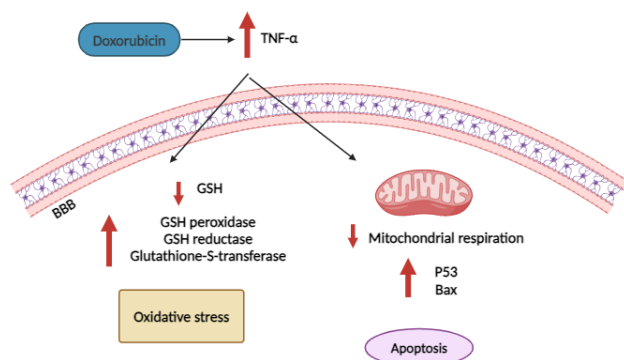 Doxorubicin
TNF-α
BBB
GSH
GSH peroxidase
GSH reductase
Glutathione-S-transferase
Oxidative stress
Mitochondrial respiration
P53
Bax
Apoptosis